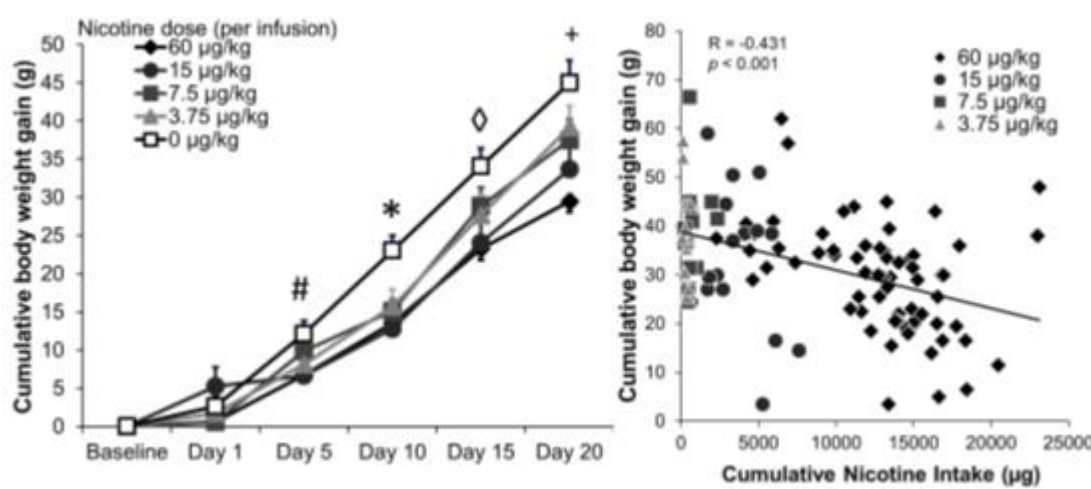 Nicotine dose (per infusion)
60 µg/kg
15 µg/kg
7.5 µg/kg
3.75 µg/kg
0 µg/kg
Cumulative body weight gain (g)
50
45
40
35
30
25
20
15
10
5
0
#
*
◊
+
Baseline Day 1 Day 5 Day 10 Day 15 Day 20
R = -0.431
p < 0.001
60 µg/kg
15 µg/kg
7.5 µg/kg
3.75 µg/kg
Cumulative body weight gain (g)
80
70
60
50
40
30
20
10
0
0 5000 10000 15000 20000 25000
Cumulative Nicotine Intake (µg)